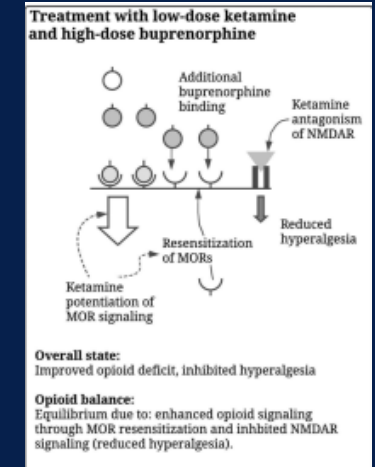 Treatment with low-dose ketamine
and high-dose buprenorphine
Additional
buprenorphine
binding
Ketamine
antagonism
of NMDAR
Reduced
hyperalgesia
Resensitization
of MORs
Ketamine
potentiation of
MOR signaling
Overall state:
Improved opioid deficit, inhibited hyperalgesia
Opioid balance:
Equilibrium due to: enhanced opioid signaling
through MOR resensitization and inhbited NMDAR
signaling (reduced hyperalgesia).